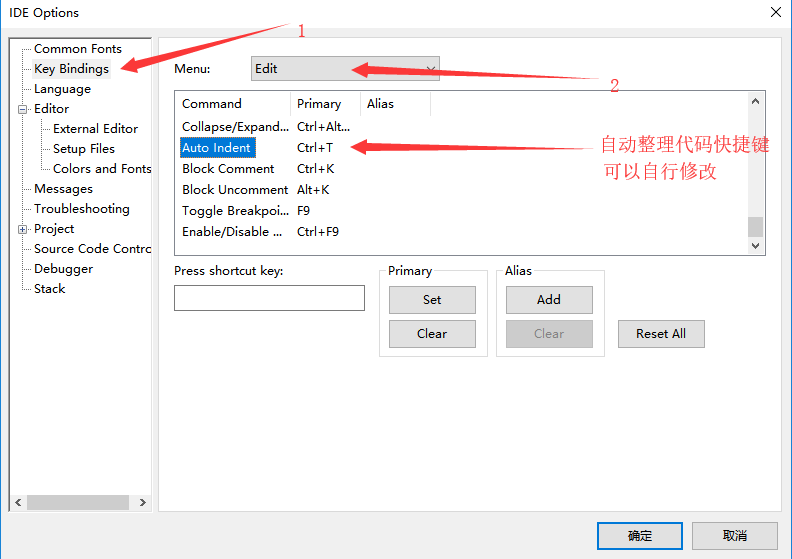 IDE Options
1
Common Fonts
Key Bindings
Language
Editor
External Editor
Setup Files
Colors and Fonts
Messages
Troubleshooting
Project
Source Code Contro
Debugger
Stack
Menu:
Edit
2
Command Primary Alias
Collapse/Expand... Ctrl+Alt...
Auto Indent Ctrl+T
Block Comment Ctrl+K
Block Uncomment Alt+K
Toggle Breakpoi... F9
Enable/Disable ... Ctrl+F9
自动整理代码快捷键
可以自行修改
Press shortcut key:
Primary
Set
Clear
Alias
Add
Clear
Reset All
确定
取消